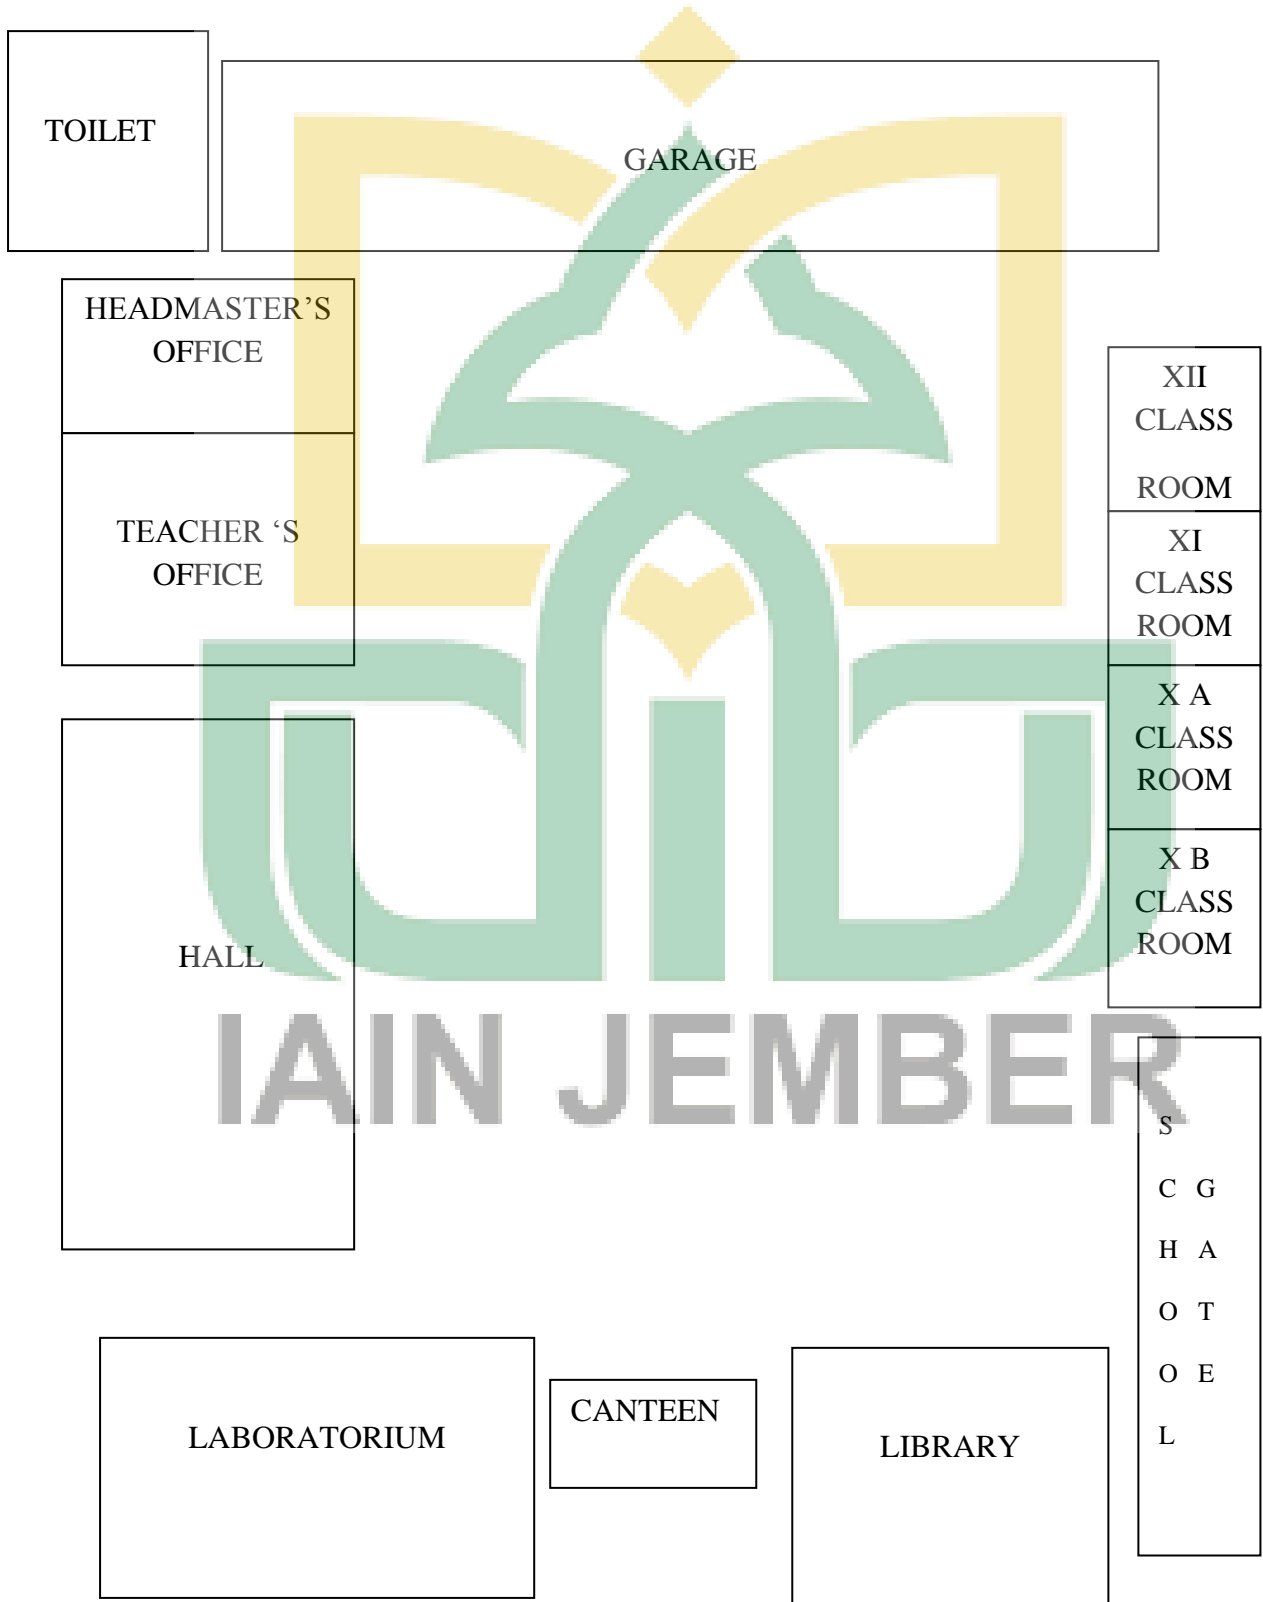 TOILET
GARAGE
HEADMASTER’S
OFFICE
TEACHER ‘S
OFFICE
XII
CLASS
ROOM
XI
CLASS
ROOM
X A
CLASS
ROOM
X B
CLASS
ROOM
HALL
IAIN JEMBER
S
C G
H A
O T
O E
L
LABORATORIUM
CANTEEN
LIBRARY